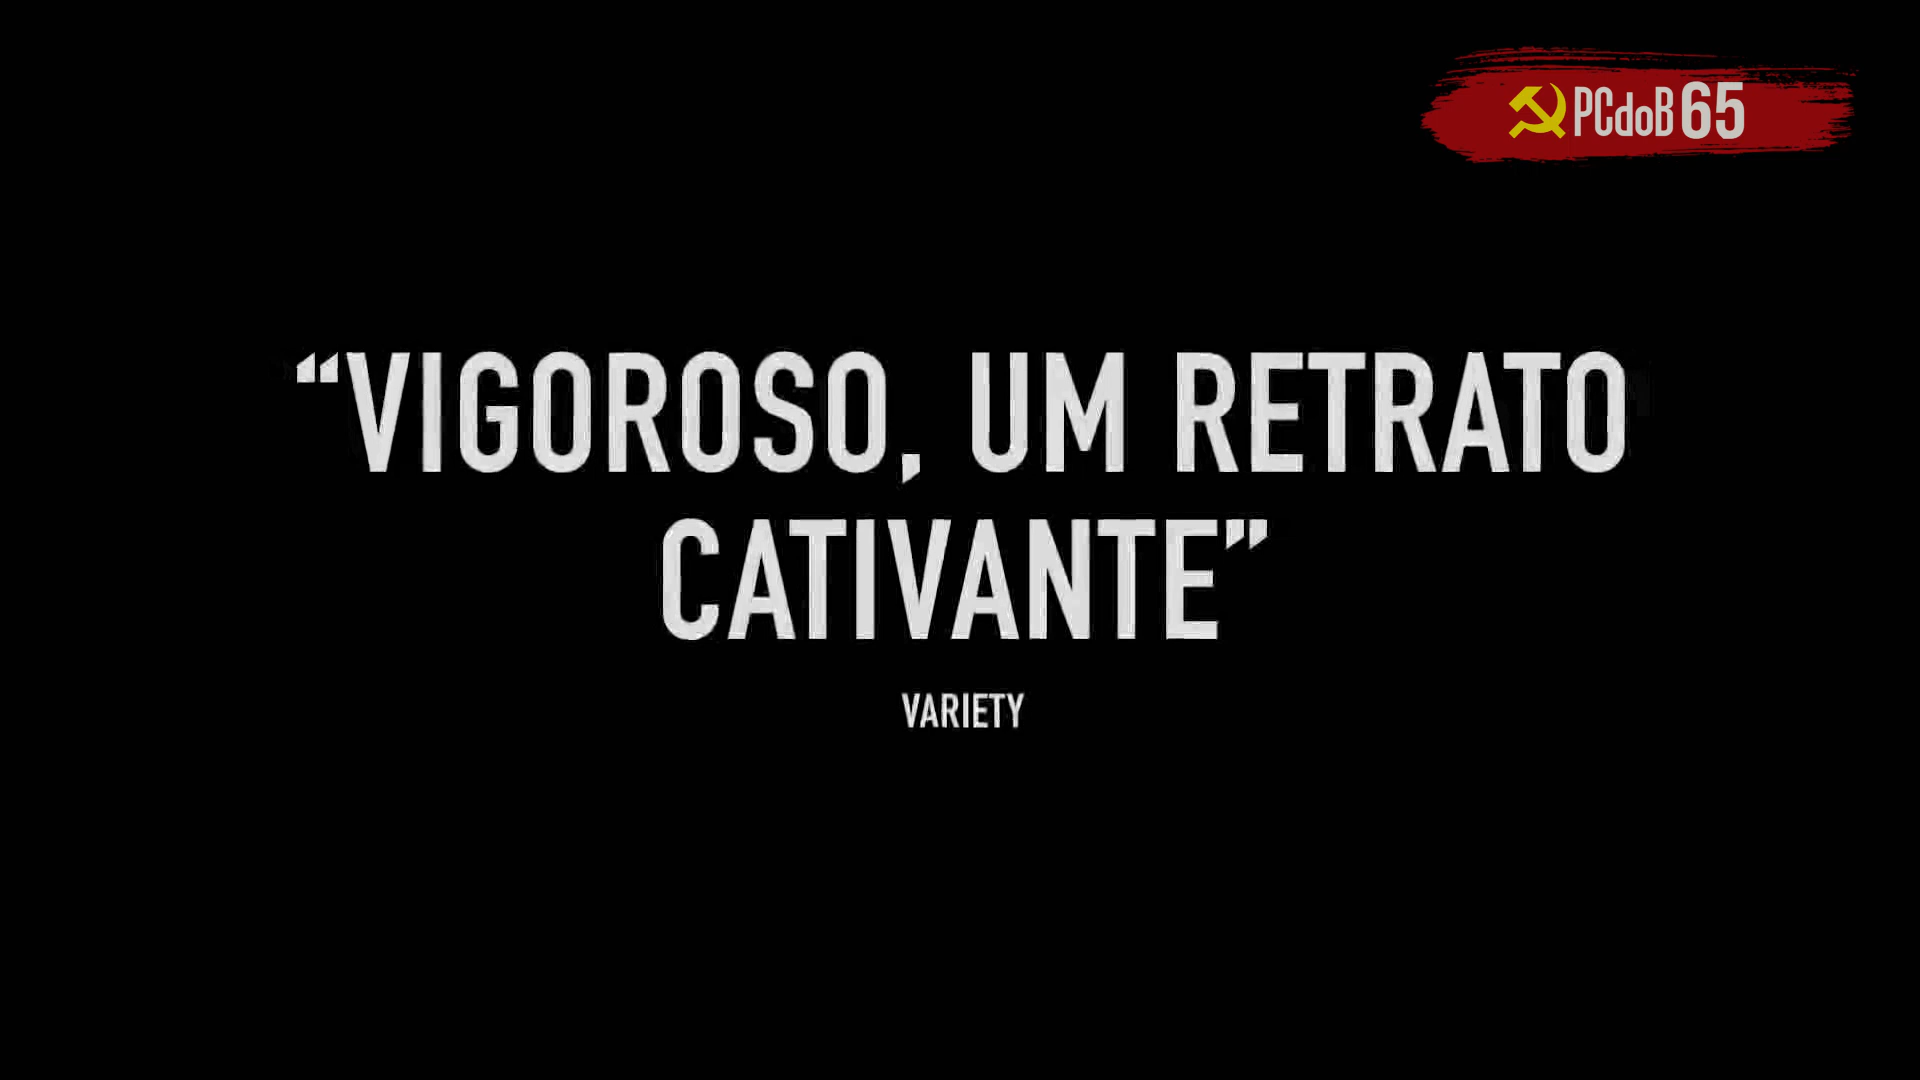 PCdoB 65
“VIGOROSO, UM RETRATO
CATIVANTE”
VARIETY